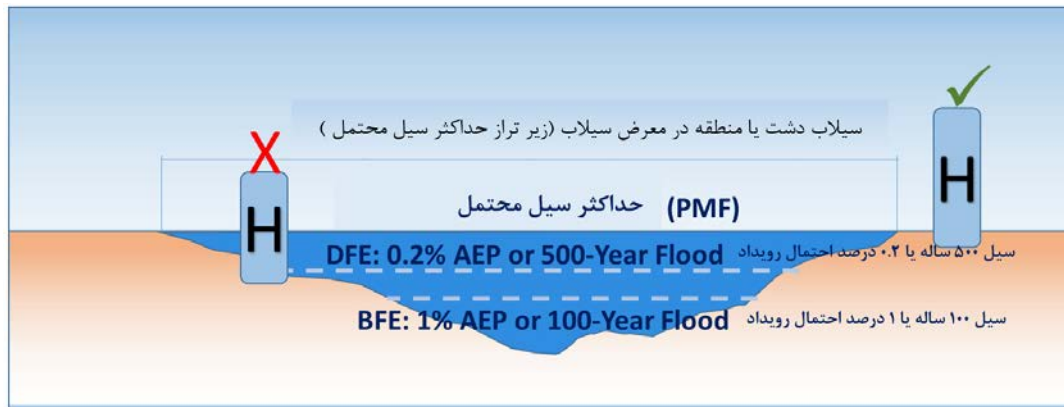 سیلاب دشت یا منطقه در معرض سیلاب (زیر تراز حداکثر سیل محتمل )
X
H
H
حداکثر سیل محتمل (PMF)
DFE: 0.2% AEP or 500-Year Flood سیل ۵۰۰ ساله یا ۰.۲ درصد احتمال رویداد
BFE: 1% AEP or 100-Year Flood سیل ۱۰۰ ساله یا ۱ درصد احتمال رویداد